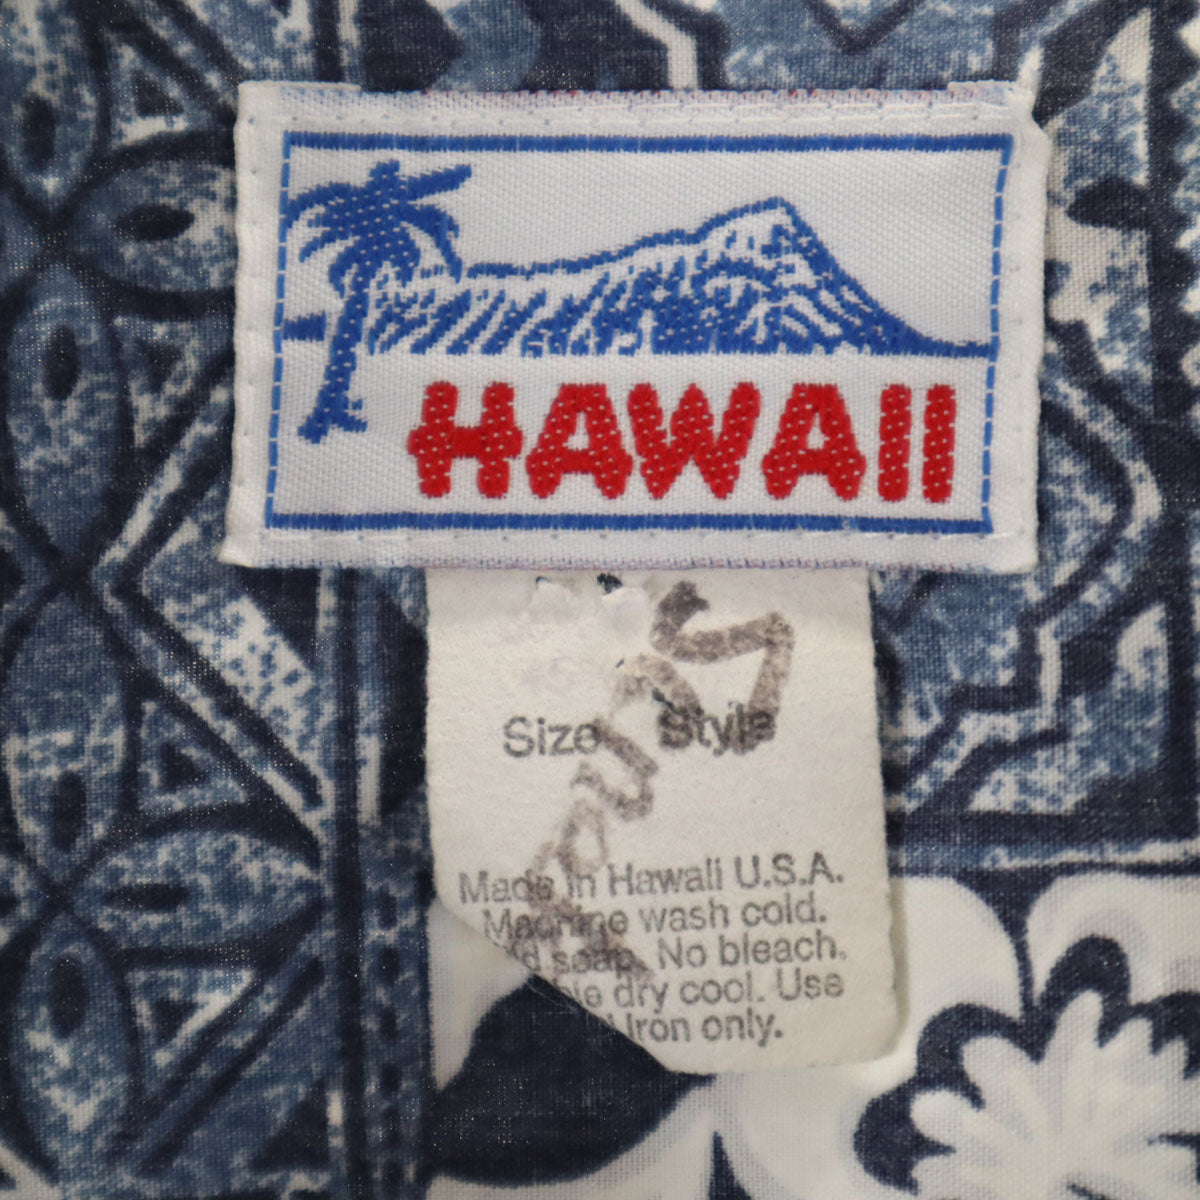 HAWAII
Size Style
Made in Hawaii U.S.A.
Machine wash cold.
soap. No bleach.
dry cool. Use
Iron only.